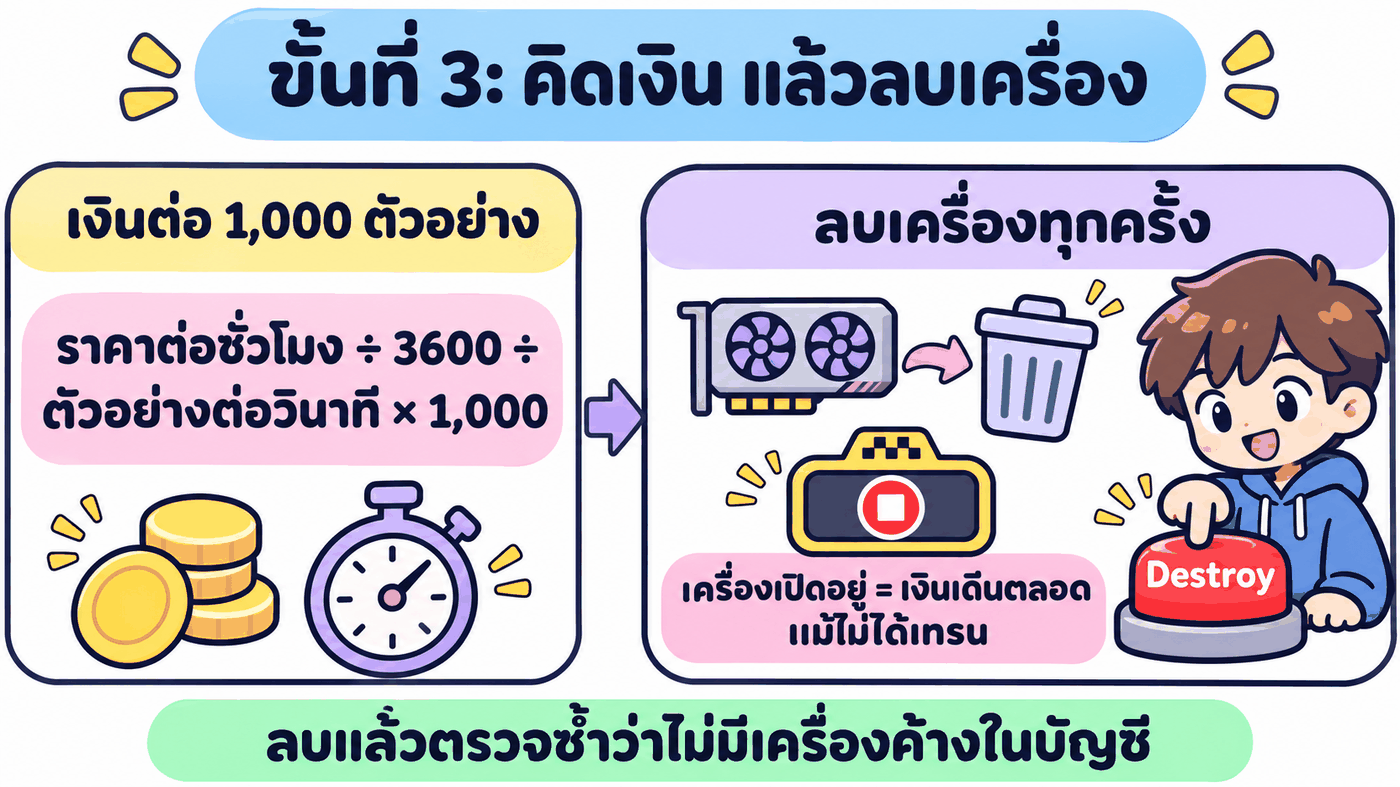 ขั้นที่ 3: คิดเงิน แล้วลบเครื่อง
เงินต่อ 1,000 ตัวอย่าง
ราคาต่อชั่วโมง ÷ 3600 ÷
ตัวอย่างต่อวินาที × 1,000
ลบเครื่องทุกครั้ง
Destroy
เครื่องเปิดอยู่ = เงินเดินตลอด
แม้ไม่ได้เทรน
ลบแล้วตรวจซ้ำว่าไม่มีเครื่องค้างในบัญชี